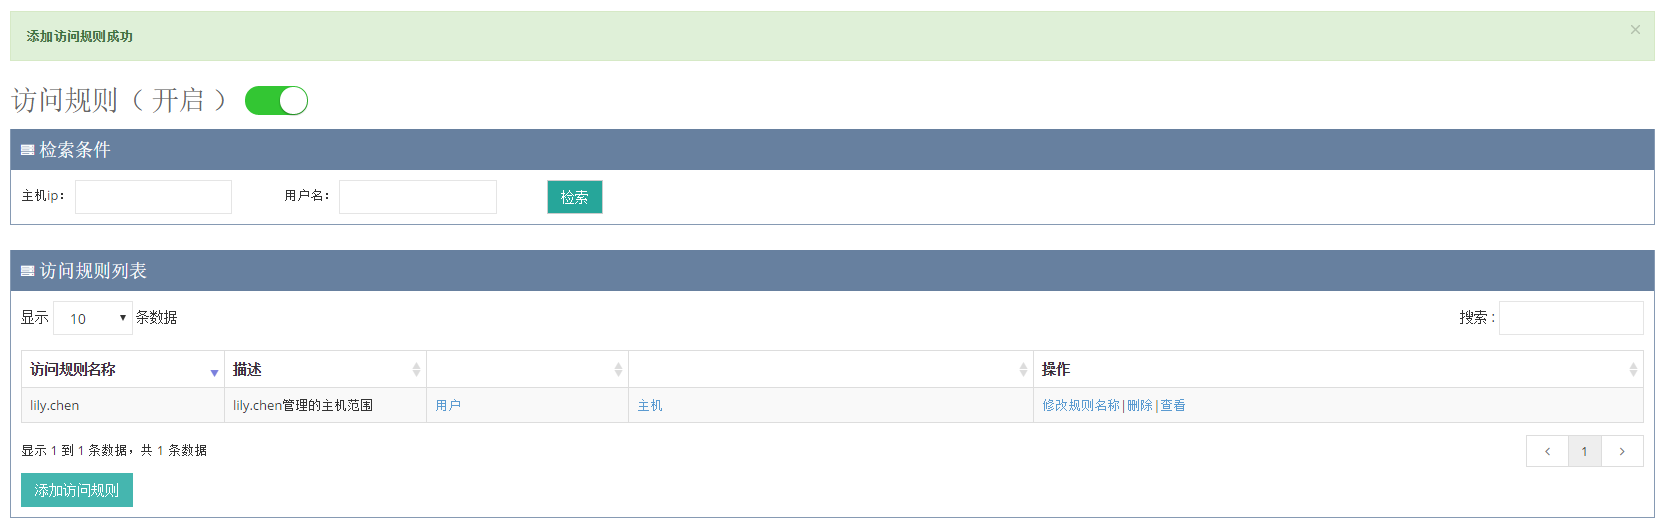 添加访问规则成功
×
访问规则（ 开启 ）
检索条件
主机ip： 用户名： 检索
访问规则列表
显示 10 条数据 搜索 :
访问规则名称 描述 操作
lily.chen lily.chen管理的主机范围 用户 主机 修改规则名称|删除|查看
显示 1 到 1 条数据，共 1 条数据 < 1 >
添加访问规则